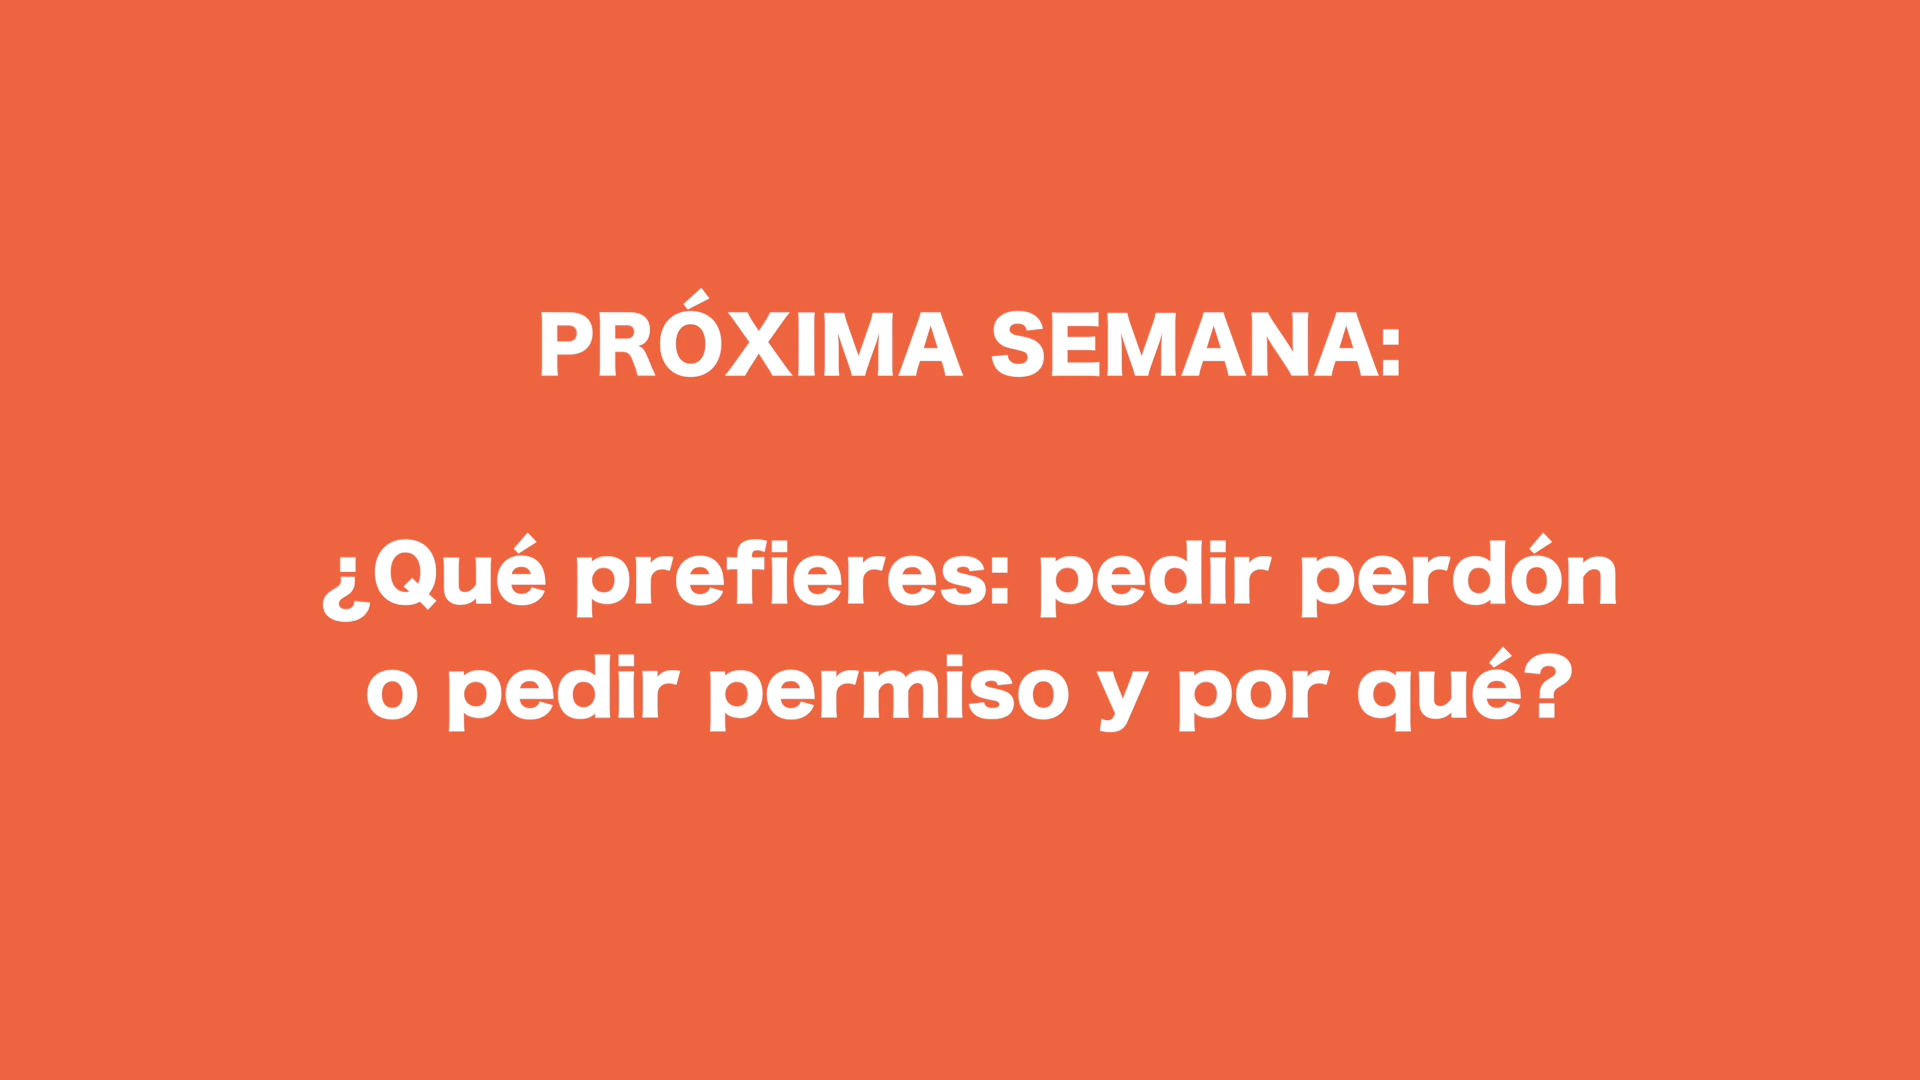 PRÓXIMA SEMANA:
¿Qué prefieres: pedir perdón
o pedir permiso y por qué?